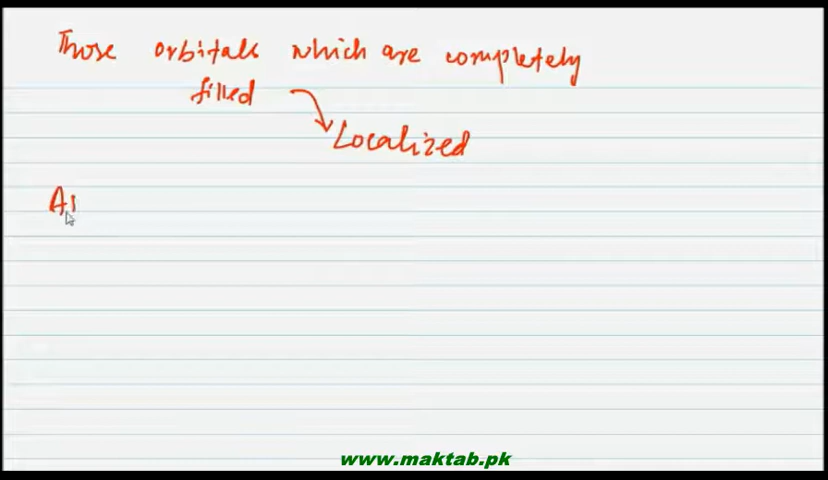 Those orbitals which are completely
filled
Localized
www.maktab.pk